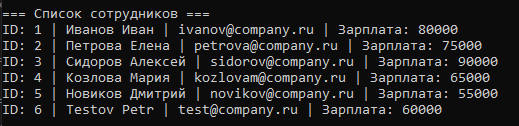 === Список сотрудников ===
ID: 1 | Иванов Иван | ivanov@company.ru | Зарплата: 80000
ID: 2 | Петрова Елена | petrova@company.ru | Зарплата: 75000
ID: 3 | Сидоров Алексей | sidorov@company.ru | Зарплата: 90000
ID: 4 | Козлова Мария | kozlovam@company.ru | Зарплата: 65000
ID: 5 | Новиков Дмитрий | novikov@company.ru | Зарплата: 55000
ID: 6 | Testov Petr | test@company.ru | Зарплата: 60000